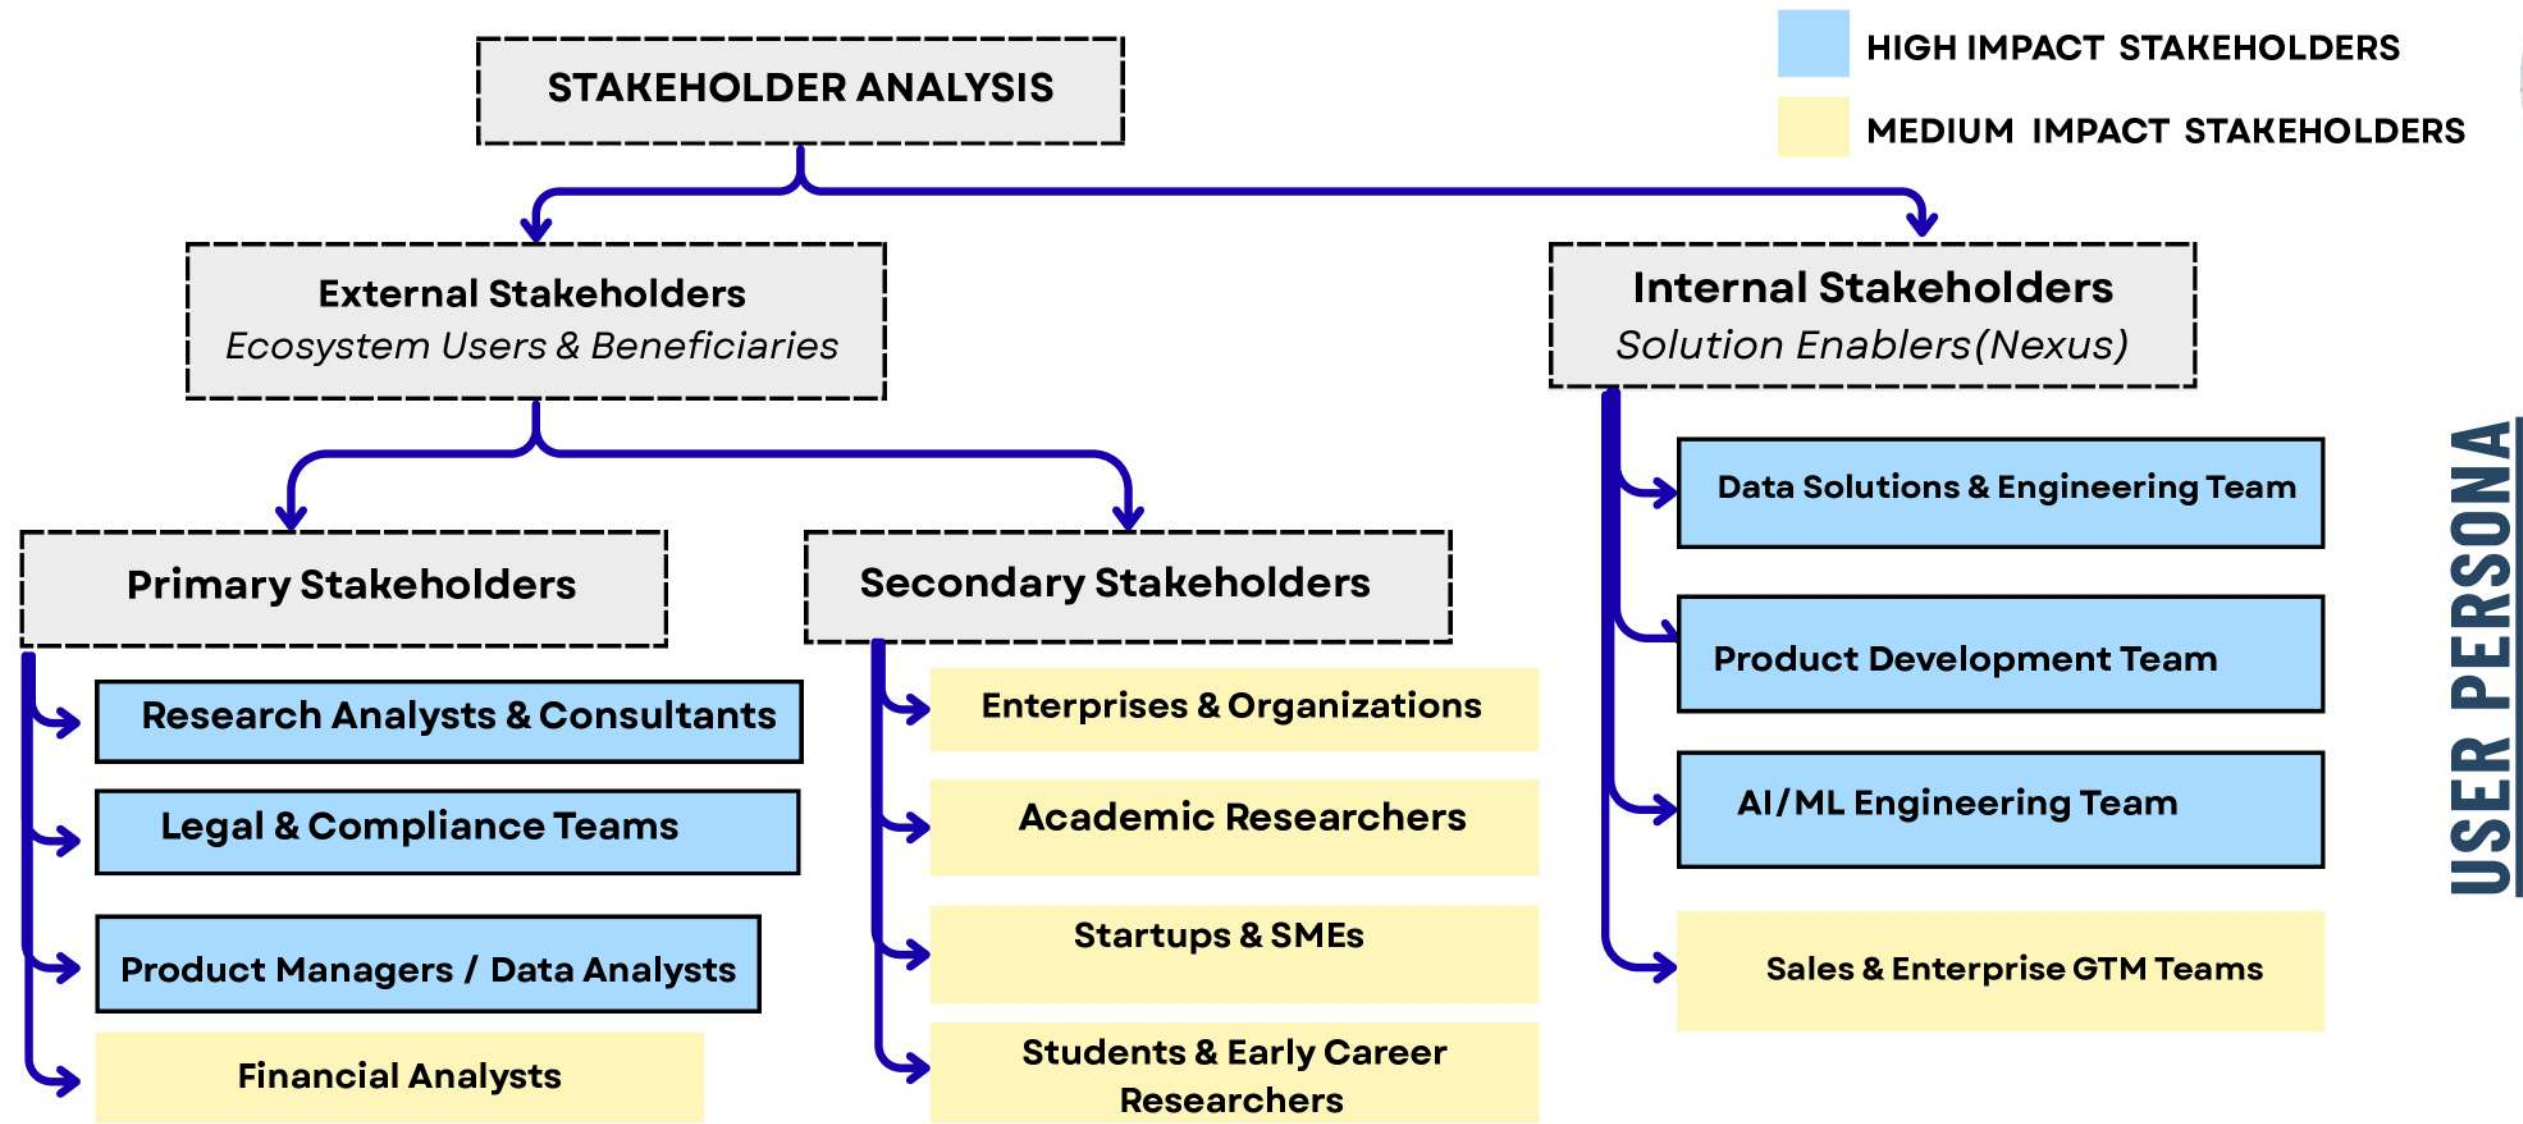 STAKEHOLDER ANALYSIS
HIGH IMPACT STAKEHOLDERS
MEDIUM IMPACT STAKEHOLDERS
External Stakeholders
Ecosystem Users & Beneficiaries
Internal Stakeholders
Solution Enablers(Nexus)
Primary Stakeholders
Research Analysts & Consultants
Legal & Compliance Teams
Product Managers / Data Analysts
Financial Analysts
Secondary Stakeholders
Enterprises & Organizations
Academic Researchers
Startups & SMEs
Students & Early Career
Researchers
Data Solutions & Engineering Team
Product Development Team
AI/ML Engineering Team
Sales & Enterprise GTM Teams
USER PERSONA